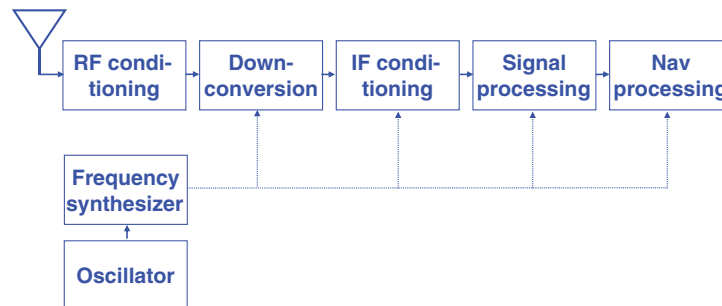 RF condi-
tioning
Down-
conversion
IF condi-
tioning
Signal
processing
Nav
processing
Frequency
synthesizer
Oscillator